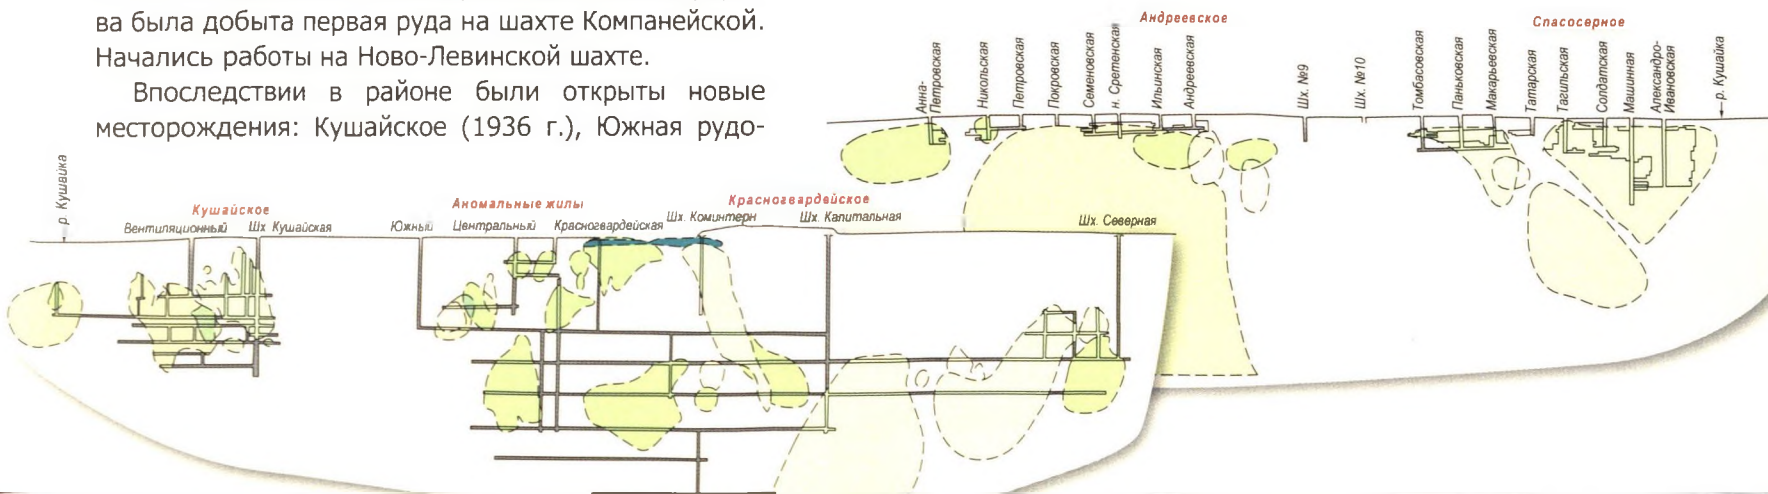 ва была добыта первая руда на шахте Компанейской.
Начались работы на Ново-Левинской шахте.
Впоследствии в районе были открыты новые
месторождения: Кушайское (1936 г.), Южная рудо-
Андреевское
Спасосерное
Анна-
Петровская
Никольская
Петровская
Покровская
Семеновская
н. Сретенская
Ильинская
Андреевская
Шх. №9
Шх. №10
Томбасовская
Паньковская
Макарьевская
Татарская
Тагильская
Солдатская
Машинная
Александро-
Ивановская
р. Кушайка
р. Кушайка
Кушайское
Аномальные жилы
Красногвардейское
Вентиляционный
Шх Кушайская
Южный
Центральный
Красногвардейская
Шх. Коминтерн
Шх. Капитальная
Шх. Северная